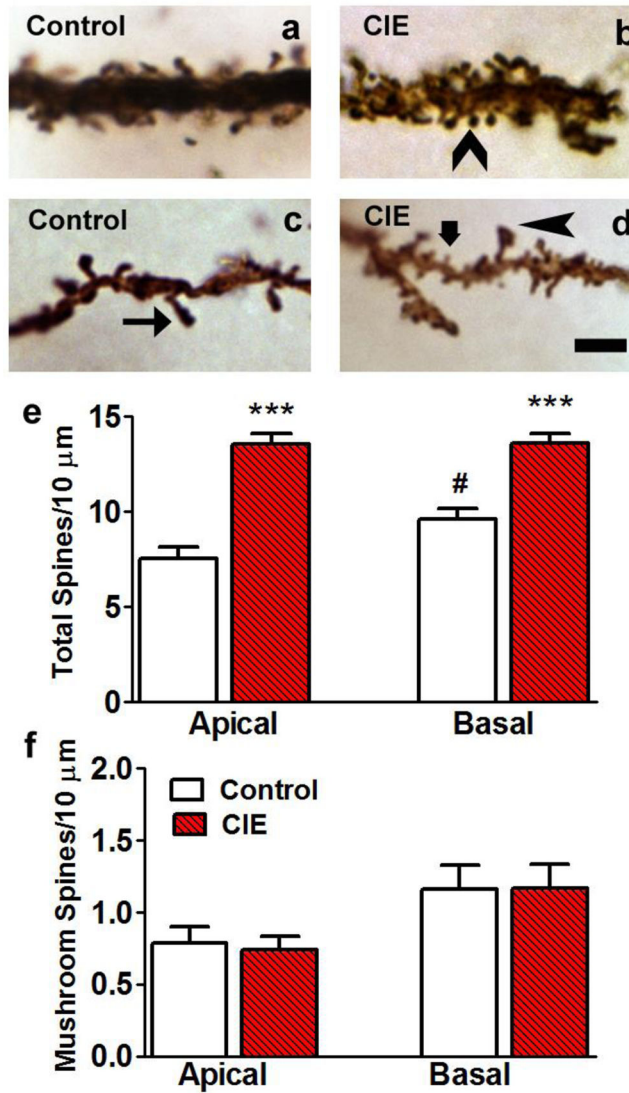 Control a
CIE b
Control c
CIE d
e
15
10
5
0
Total Spines/10 µm
***
#
***
Apical Basal
f
2.0
1.5
1.0
0.5
0.0
Mushroom Spines/10 µm
Control
CIE
Apical Basal